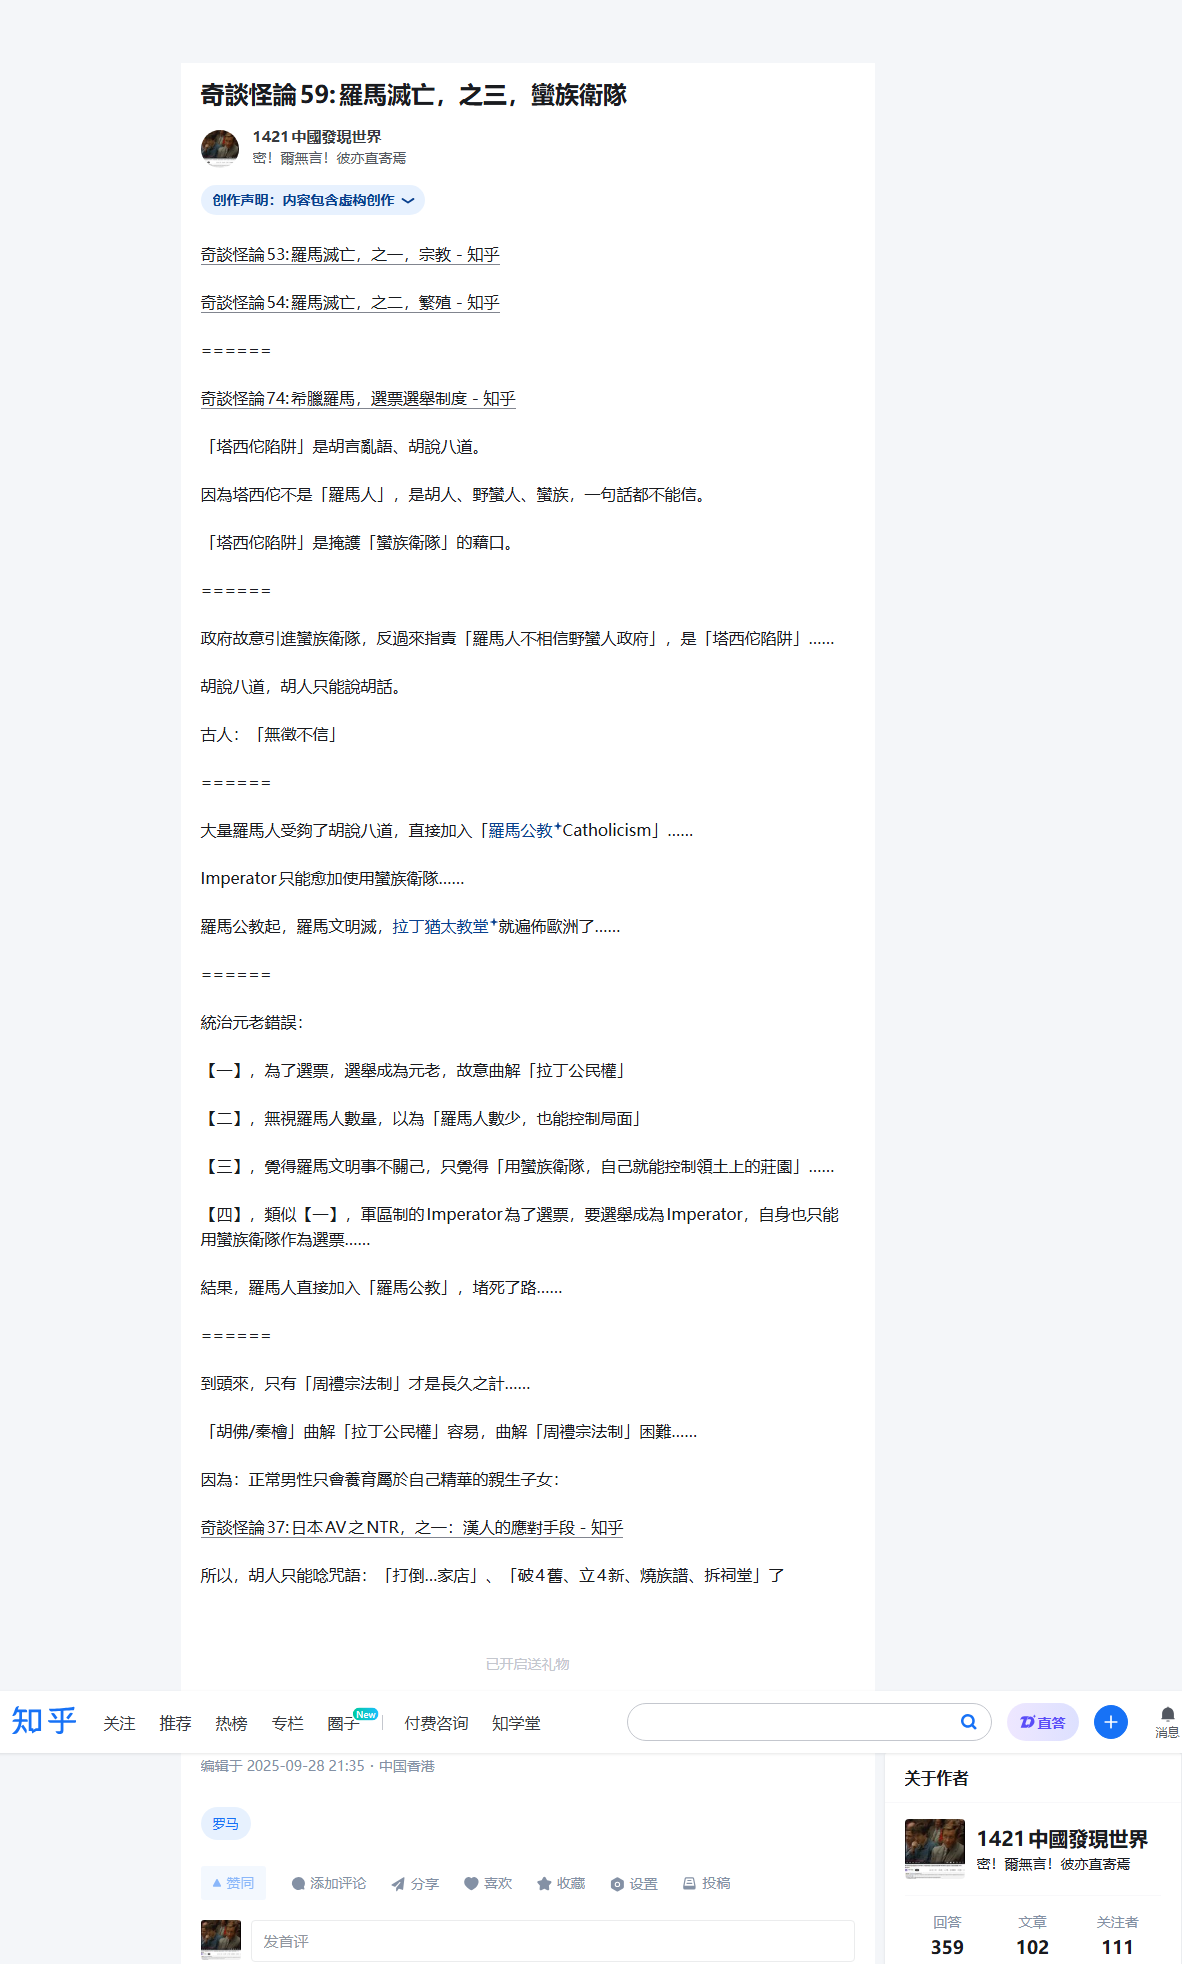 奇談怪論59:羅馬滅亡，之三，蠻族衛隊
1421中國發現世界
密！爾無言！彼亦直寄焉
创作声明：内容包含虚构创作
奇談怪論53:羅馬滅亡，之一，宗教 - 知乎
奇談怪論54:羅馬滅亡，之二，繁殖 - 知乎
======
奇談怪論74:希臘羅馬，選票選舉制度 - 知乎
「塔西佗陷阱」是胡言亂語、胡說八道。
因為塔西佗不是「羅馬人」，是胡人、野蠻人、蠻族，一句話都不能信。
「塔西佗陷阱」是掩護「蠻族衛隊」的藉口。
======
政府故意引進蠻族衛隊，反過來指責「羅馬人不相信野蠻人政府」，是「塔西佗陷阱」……
胡說八道，胡人只能說胡話。
古人：「無徵不信」
======
大量羅馬人受夠了胡說八道，直接加入「羅馬公教Catholicism」……
Imperator只能愈加使用蠻族衛隊……
羅馬公教起，羅馬文明滅，拉丁猶太教堂就遍佈歐洲了……
======
統治元老錯誤：
【一】，為了選票，選舉成為元老，故意曲解「拉丁公民權」
【二】，無視羅馬人數量，以為「羅馬人數少，也能控制局面」
【三】，覺得羅馬文明事不關己，只覺得「用蠻族衛隊，自己就能控制領土上的莊園」……
【四】，類似【一】，軍區制的Imperator為了選票，要選舉成為Imperator，自身也只能
用蠻族衛隊作為選票……
結果，羅馬人直接加入「羅馬公教」，堵死了路……
======
到頭來，只有「周禮宗法制」才是長久之計……
「胡佛/秦檜」曲解「拉丁公民權」容易，曲解「周禮宗法制」困難……
因為：正常男性只會養育屬於自己精華的親生子女：
奇談怪論37:日本AV之NTR，之一：漢人的應對手段 - 知乎
所以，胡人只能唸咒語：「打倒…家店」、「破4舊、立4新、燒族譜、拆祠堂」了
已开启送礼物
知乎 关注 推荐 热榜 专栏 圈子 New 付费咨询 知学堂 直答 消息
编辑于 2025-09-28 21:35・中国香港
罗马
赞同 添加评论 分享 喜欢 收藏 设置 投稿
发首评
关于作者
1421中國發現世界
密！爾無言！彼亦直寄焉
回答 文章 关注者
359 102 111